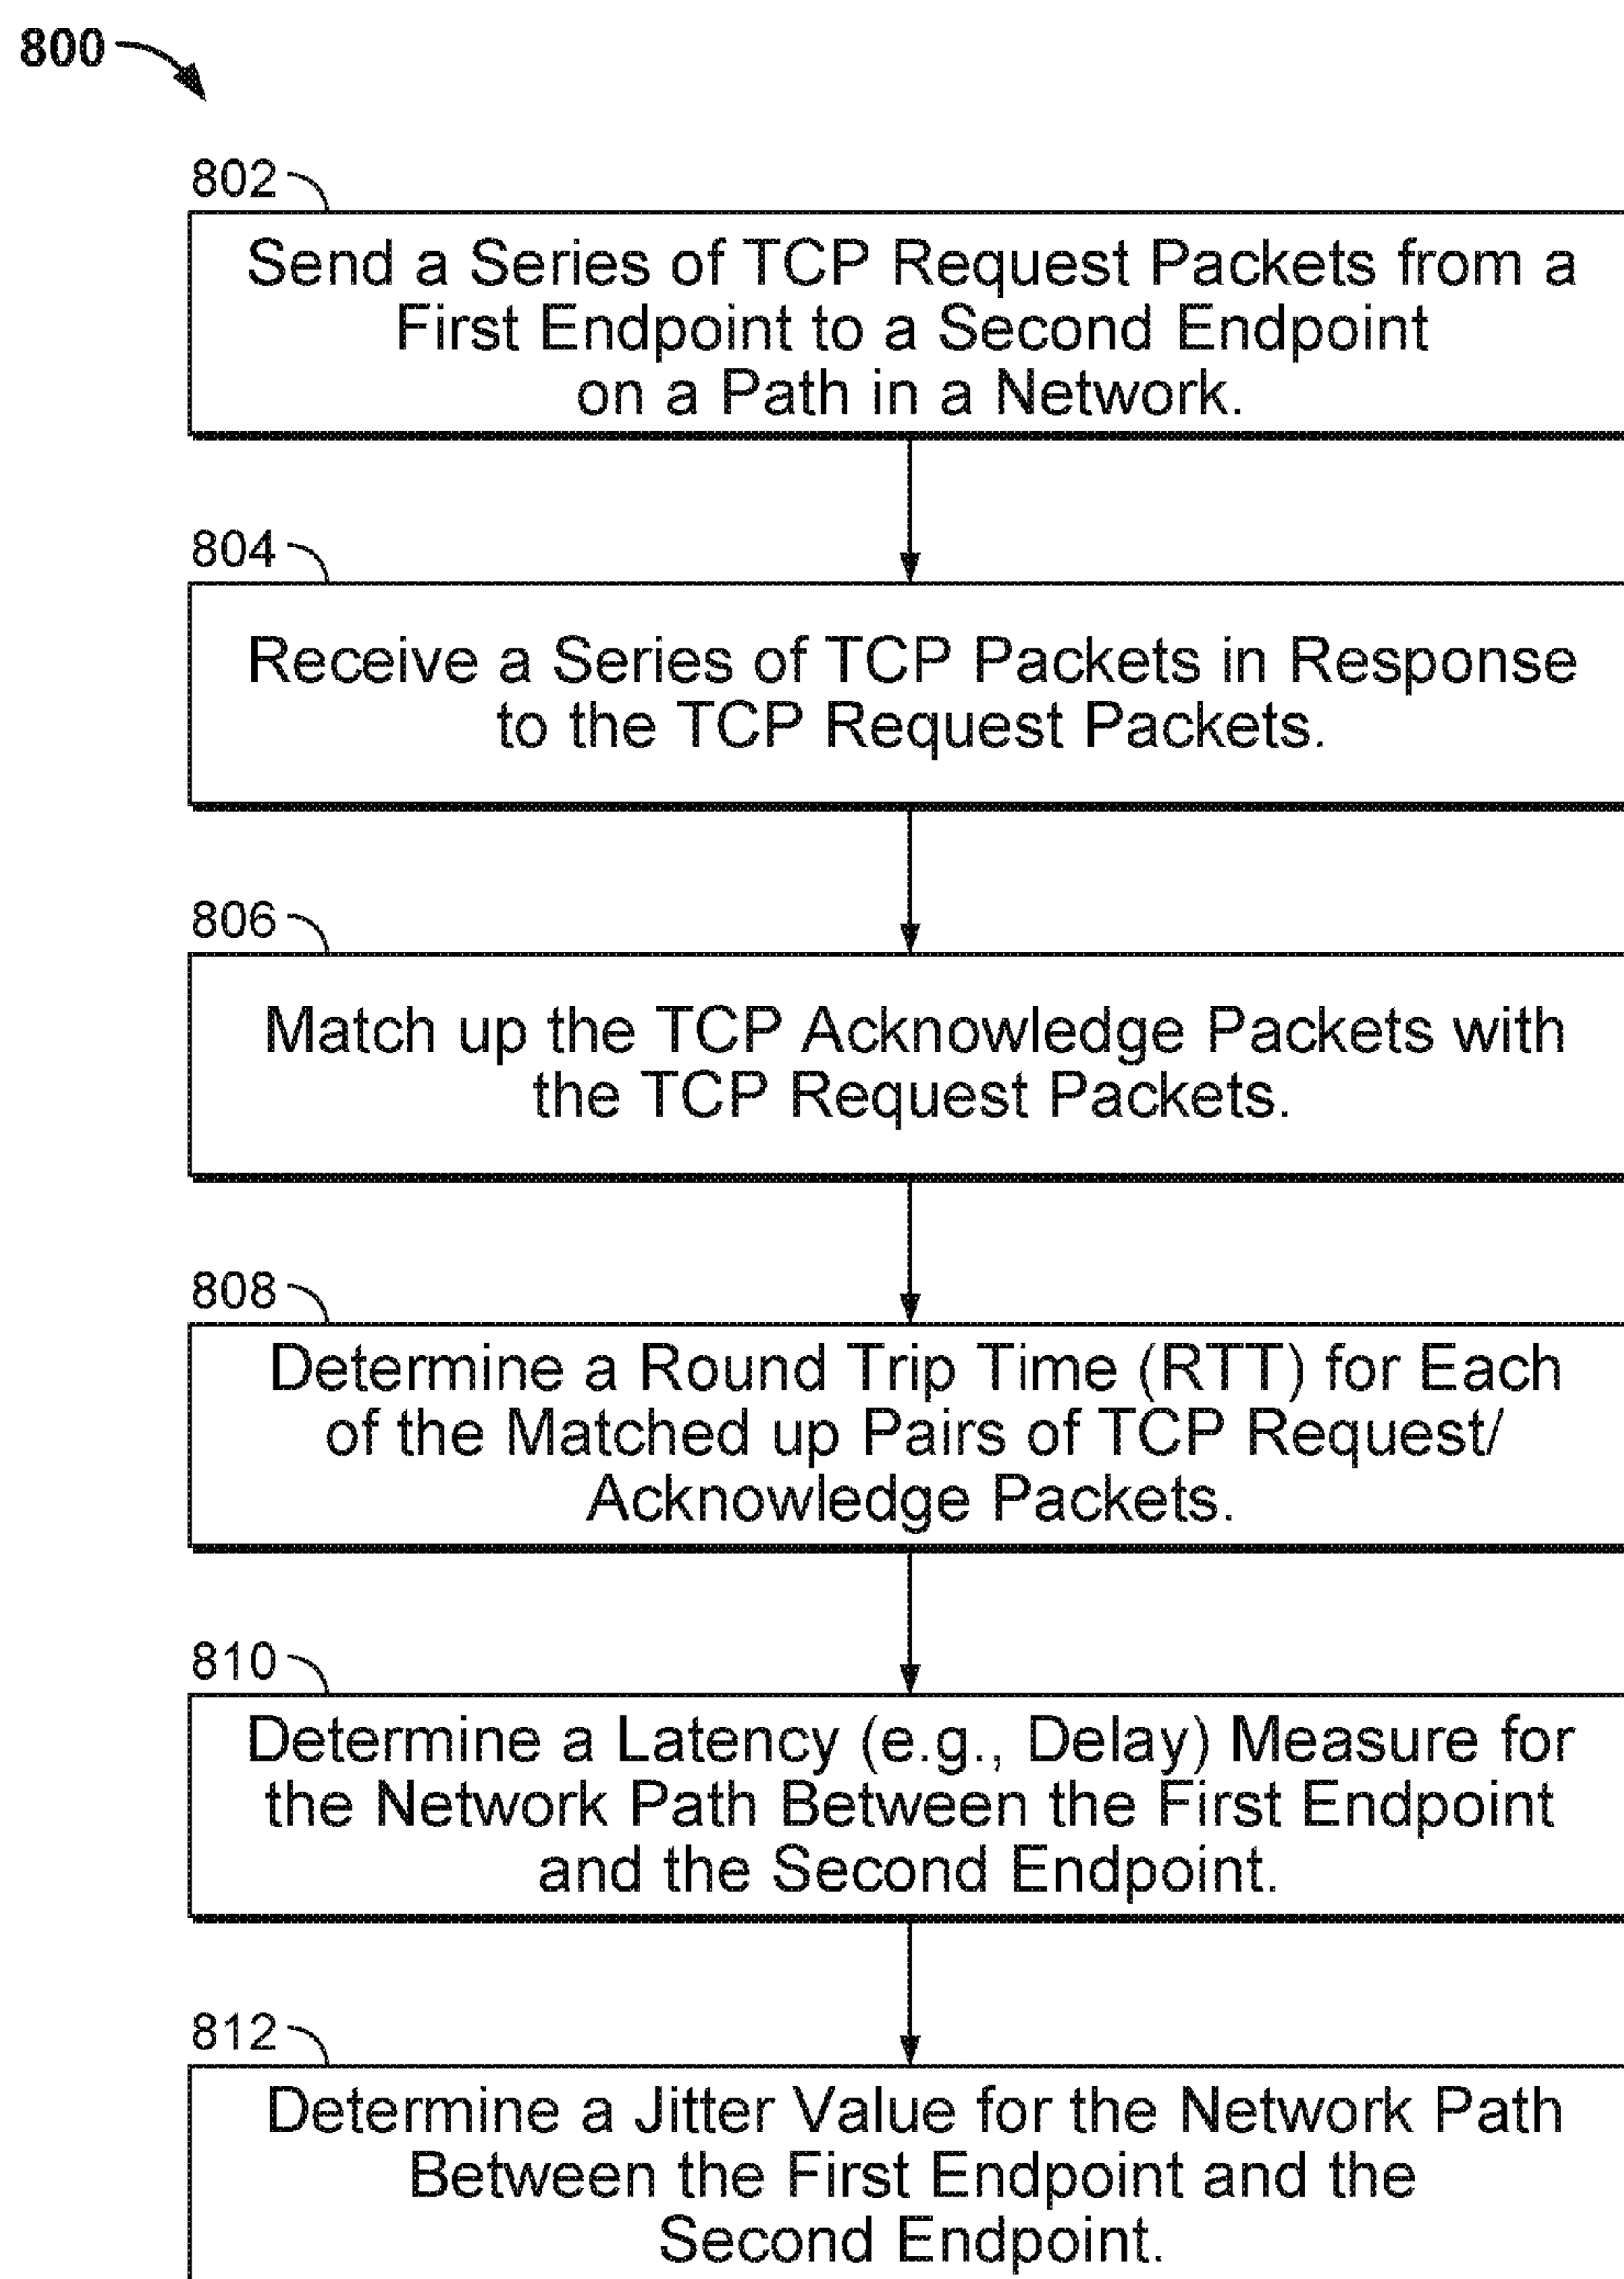 800
802
Send a Series of TCP Request Packets from a
First Endpoint to a Second Endpoint
on a Path in a Network.
804
Receive a Series of TCP Packets in Response
to the TCP Request Packets.
806
Match up the TCP Acknowledge Packets with
the TCP Request Packets.
808
Determine a Round Trip Time (RTT) for Each
of the Matched up Pairs of TCP Request/
Acknowledge Packets.
810
Determine a Latency (e.g., Delay) Measure for
the Network Path Between the First Endpoint
and the Second Endpoint.
812
Determine a Jitter Value for the Network Path
Between the First Endpoint and the
Second Endpoint.